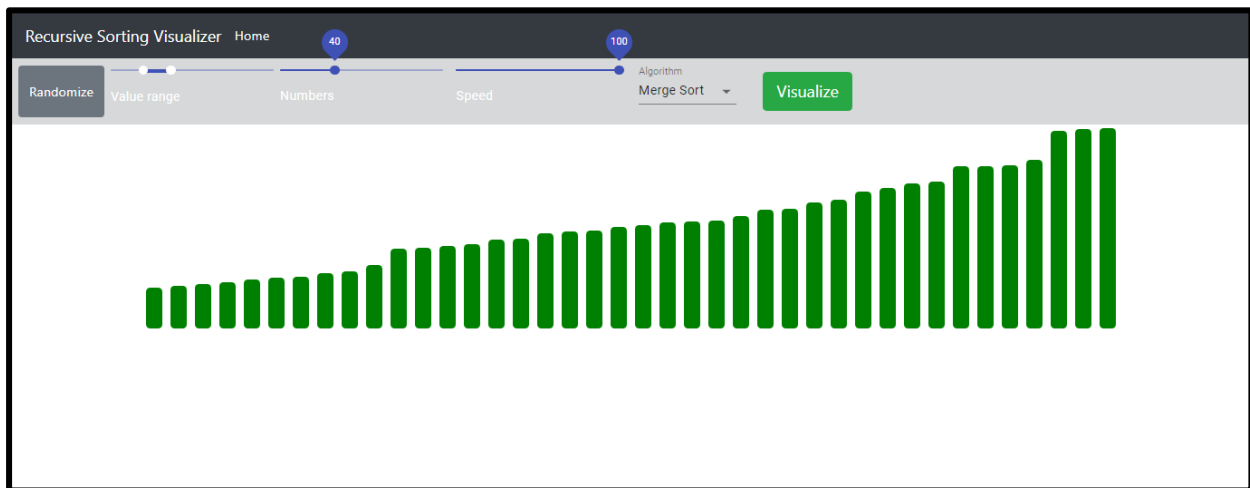 Recursive Sorting Visualizer Home
40
100
Randomize
Value range
Numbers
Speed
Algorithm
Merge Sort
Visualize